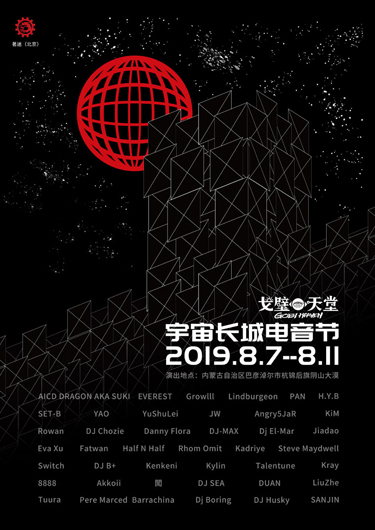 普迷（北京）
戈壁天堂
GOBI HEAVEN
宇宙长城电音节
2019.8.7--8.11
演出地点：内蒙古自治区巴彦淖尔市杭锦后旗阴山大漠
AICD DRAGON AKA SUKI EVEREST Growlll Lindburgeon PAN H.Y.B
SET-B YAO YuShuLei JW Angry5JaR KiM
Rowan DJ Chozie Danny Flora DJ-MAX Dj El-Mar Jiadao
Eva Xu Fatwan Half N Half Rhom Omit Kadriye Steve Maydwell
Switch DJ B+ Kenkeni Kylin Talentune Kray
8888 Akkoii DJ SEA DUAN LiuZhe
Tuura Pere Marced Barrachina Dj Boring DJ Husky SANJIN